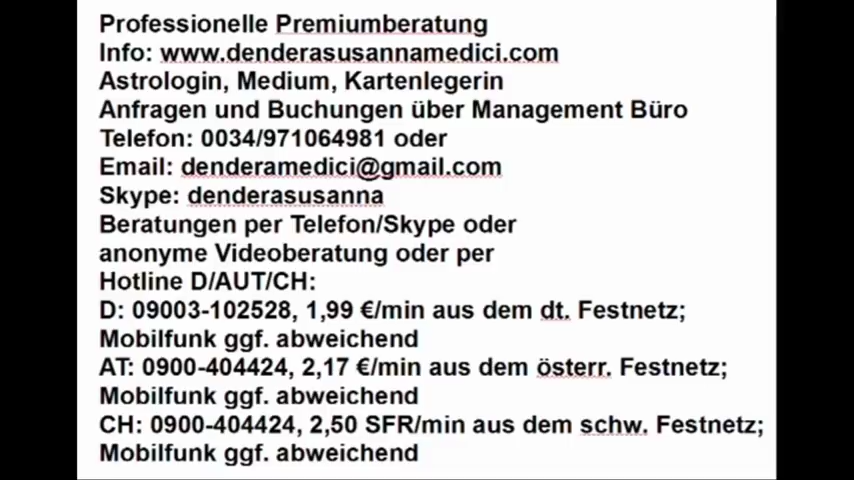 Professionelle Premiumberatung
Info: www.denderasusannamedici.com
Astrologin, Medium, Kartenlegerin
Anfragen und Buchungen über Management Büro
Telefon: 0034/971064981 oder
Email: denderamedici@gmail.com
Skype: denderasusanna
Beratungen per Telefon/Skype oder
anonyme Videoberatung oder per
Hotline D/AUT/CH:
D: 09003-102528, 1,99 €/min aus dem dt. Festnetz;
Mobilfunk ggf. abweichend
AT: 0900-404424, 2,17 €/min aus dem österr. Festnetz;
Mobilfunk ggf. abweichend
CH: 0900-404424, 2,50 SFR/min aus dem schw. Festnetz;
Mobilfunk ggf. abweichend